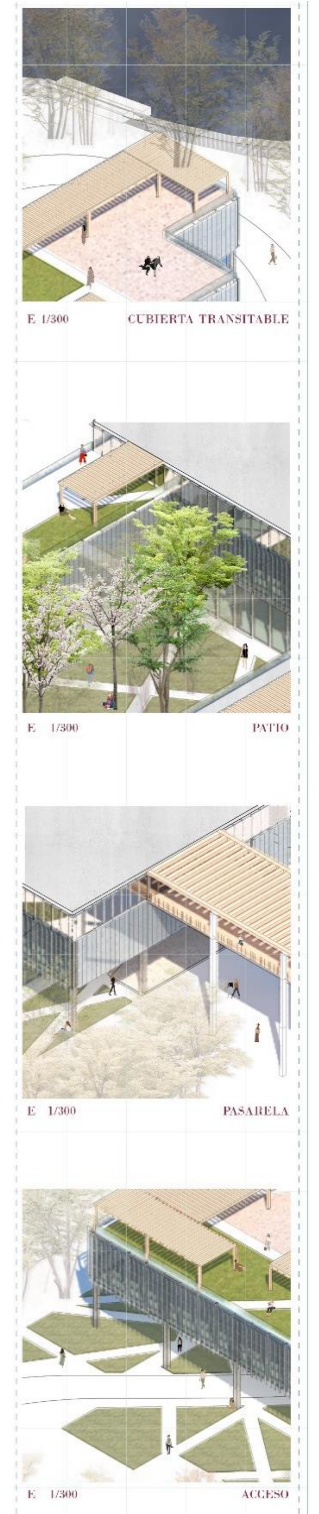 E 1/300 CUBIERTA TRANSITABLE
E 1/300 PATIO
E 1/300 PASARELA
E 1/300 ACCESO